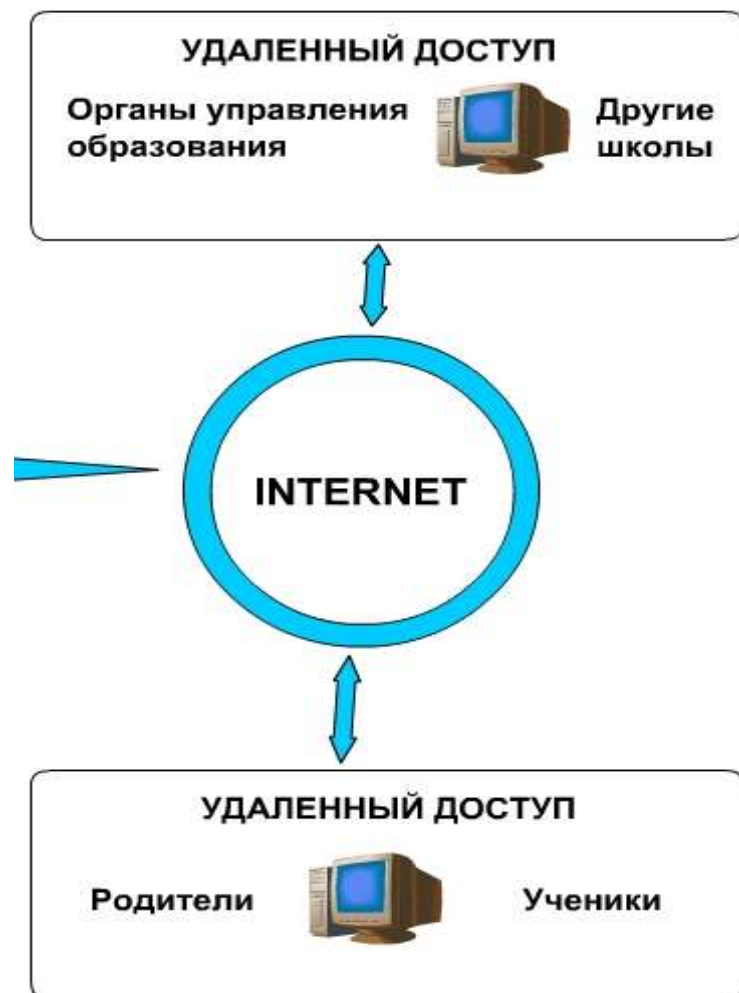 УДАЛЕННЫЙ ДОСТУП
Органы управления
образования
Другие
школы
INTERNET
УДАЛЕННЫЙ ДОСТУП
Родители
Ученики